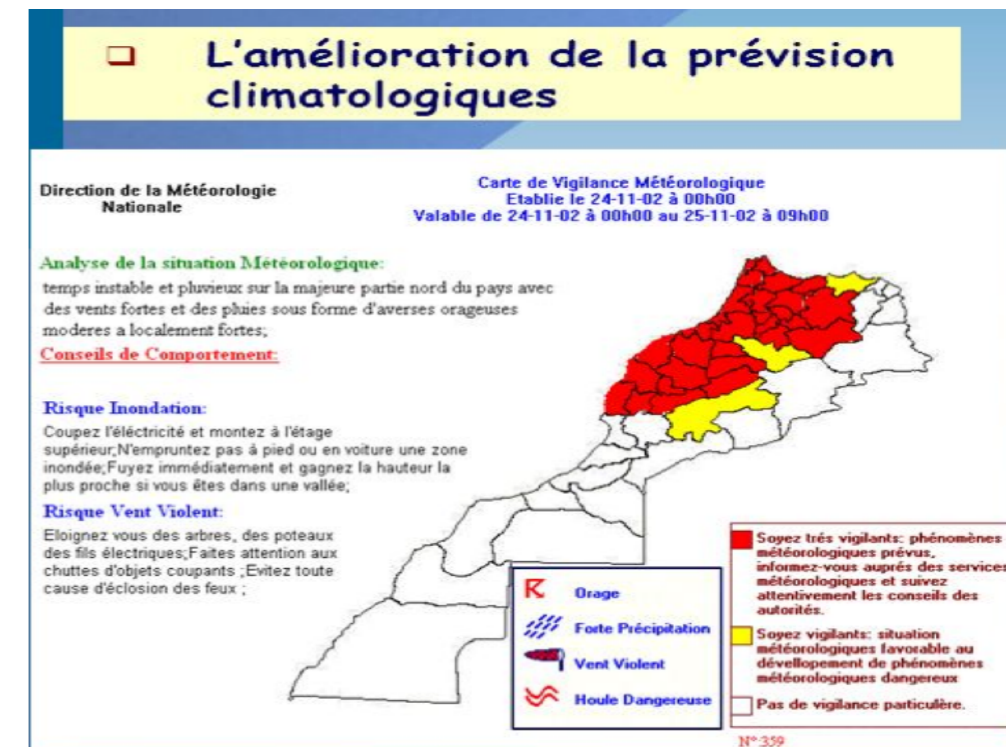 L'amélioration de la prévision
climatologiques
Direction de la Météorologie
Nationale
Carte de Vigilance Météorologique
Etablie le 24-11-02 à 00h00
Valable de 24-11-02 à 00h00 au 25-11-02 à 09h00
Analyse de la situation Météorologique:
temps instable et pluvieux sur la majeure partie nord du pays avec
des vents fortes et des pluies sous forme d'averses orageuses
moderes a localement fortes;
Conseils de Comportement:
Risque Inondation:
Coupez l'éléctricité et montez à l'étage
supérieur;N'empruntez pas à pied ou en voiture une zone
inondée;Fuyez immédiatement et gagnez la hauteur la
plus proche si vous êtes dans une vallée;
Risque Vent Violent:
Eloignez vous des arbres, des poteaux
des fils électriques;Faites attention aux
chuttes d'objets coupants ;Evitez toute
cause d'éclosion des feux ;
Orage
Forte Précipitation
Vent Violent
Houle Dangereuse
Soyez trés vigilants: phénomènes
météorologiques prévus,
informez-vous auprés des services
météorologiques et suivez
attentivement les conseils des
autorités.
Soyez vigilants: situation
météorologiques favorable au
dévellopement de phénomènes
météorologiques dangereux
Pas de vigilance particulière.
N°:359